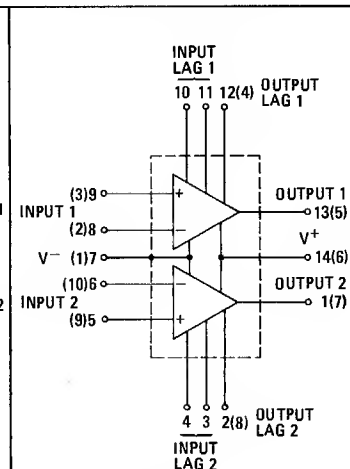 INPUT
LAG 1
10 11 12(4) OUTPUT
LAG 1
(3)9 + OUTPUT 1
INPUT 1 13(5)
(2)8 − V+
V− (1)7 14(6)
(10)6 − OUTPUT 2
INPUT 2 1(7)
(9)5 +
4 3 2(8) OUTPUT
LAG 2
INPUT
LAG 2